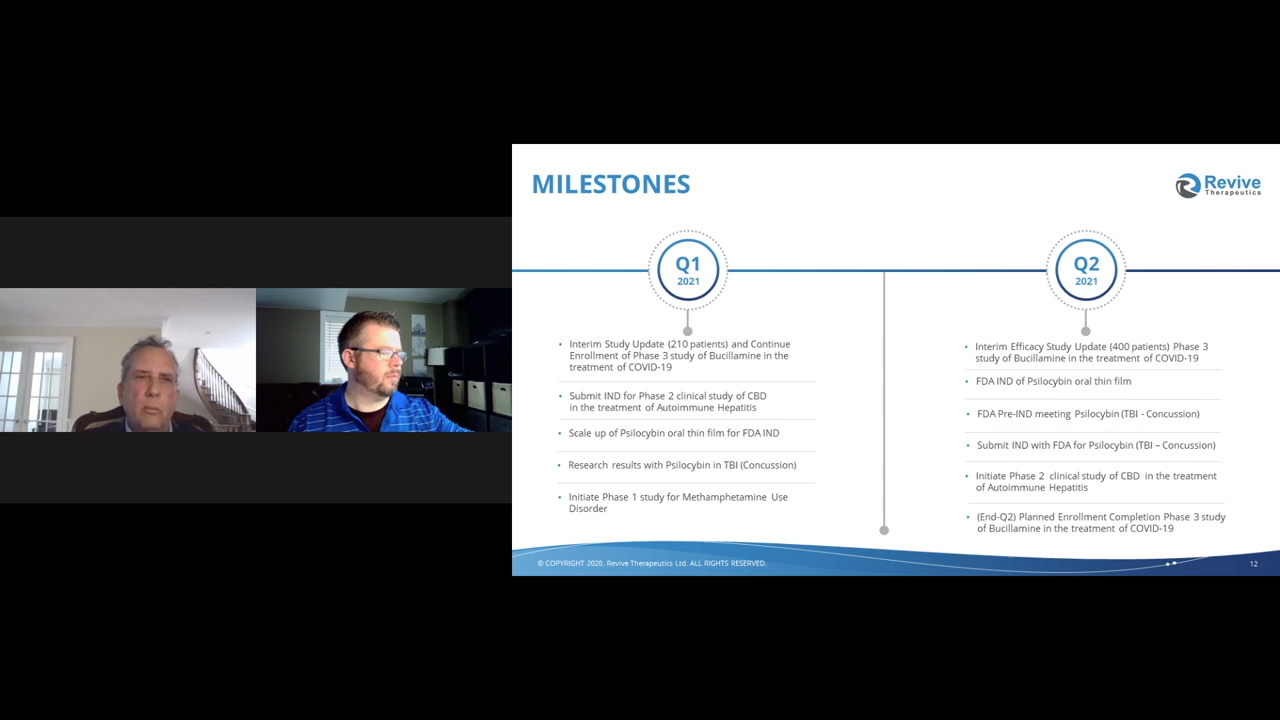 MILESTONES
Revive
Therapeutics
Q1
2021
Q2
2021
• Interim Study Update (210 patients) and Continue
Enrollment of Phase 3 study of Bucillamine in the
treatment of COVID-19
• Submit IND for Phase 2 clinical study of CBD
in the treatment of Autoimmune Hepatitis
• Scale up of Psilocybin oral thin film for FDA IND
• Research results with Psilocybin in TBI (Concussion)
• Initiate Phase 1 study for Methamphetamine Use
Disorder
• Interim Efficacy Study Update (400 patients) Phase 3
study of Bucillamine in the treatment of COVID-19
• FDA IND of Psilocybin oral thin film
• FDA Pre-IND meeting Psilocybin (TBI - Concussion)
• Submit IND with FDA for Psilocybin (TBI – Concussion)
• Initiate Phase 2 clinical study of CBD in the treatment
of Autoimmune Hepatitis
• (End-Q2) Planned Enrollment Completion Phase 3 study
of Bucillamine in the treatment of COVID-19
© COPYRIGHT 2020. Revive Therapeutics Ltd. ALL RIGHTS RESERVED.
12